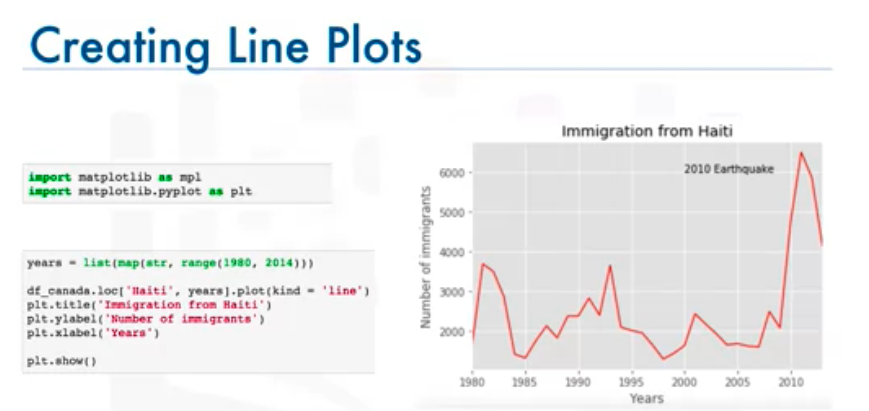 Creating Line Plots
import matplotlib as mpl
import matplotlib.pyplot as plt
years = list(map(str, range(1980, 2014)))
df_canada.loc['Haiti', years].plot(kind = 'line')
plt.title('Immigration from Haiti')
plt.ylabel('Number of immigrants')
plt.xlabel('Years')
plt.show()
Immigration from Haiti
2010 Earthquake
Number of immigrants
6000
5000
4000
3000
2000
1980 1985 1990 1995 2000 2005 2010
Years